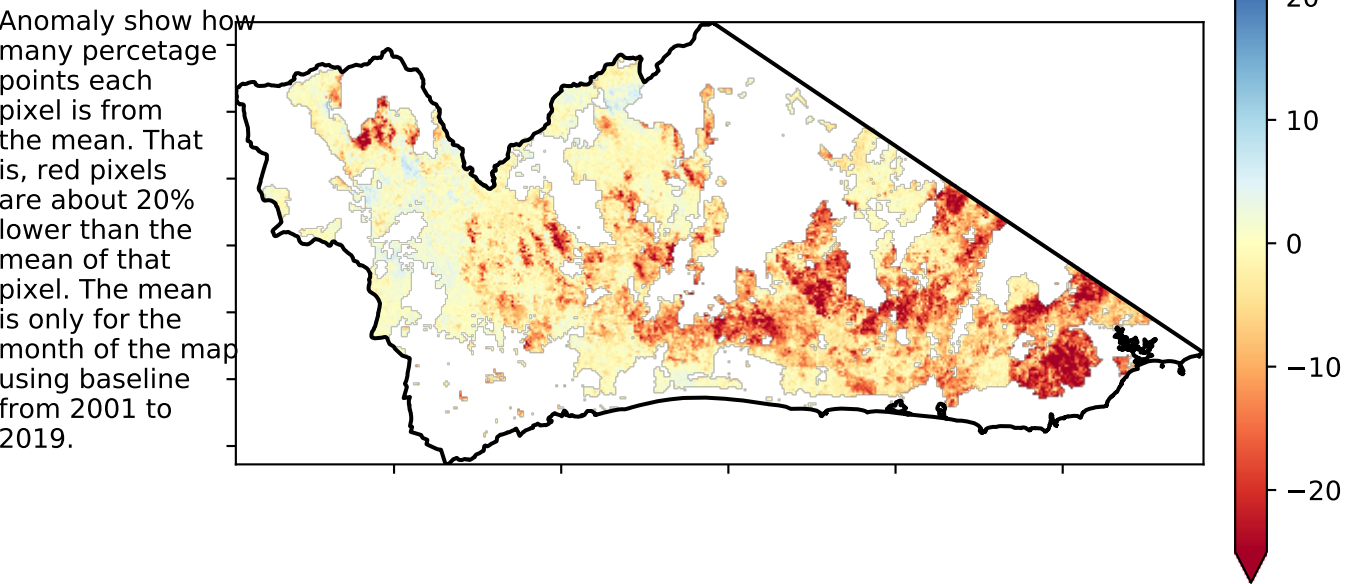 Anomaly show how
many percetage
points each
pixel is from
the mean. That
is, red pixels
are about 20%
lower than the
mean of that
pixel. The mean
is only for the
month of the map
using baseline
from 2001 to
2019.
20
10
0
−10
−20